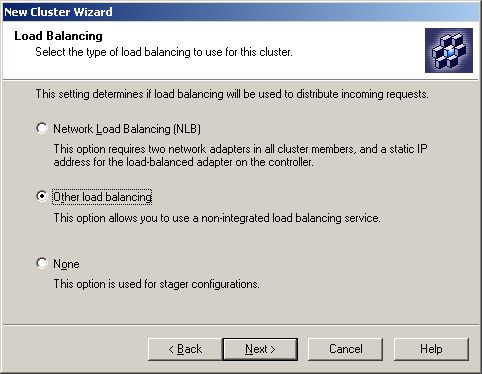 New Cluster Wizard
Load Balancing
Select the type of load balancing to use for this cluster.
This setting determines if load balancing will be used to distribute incoming requests.
Network Load Balancing (NLB)
This option requires two network adapters in all cluster members, and a static IP
address for the load-balanced adapter on the controller.
Other load balancing
This option allows you to use a non-integrated load balancing service.
None
This option is used for stager configurations.
< Back
Next >
Cancel
Help